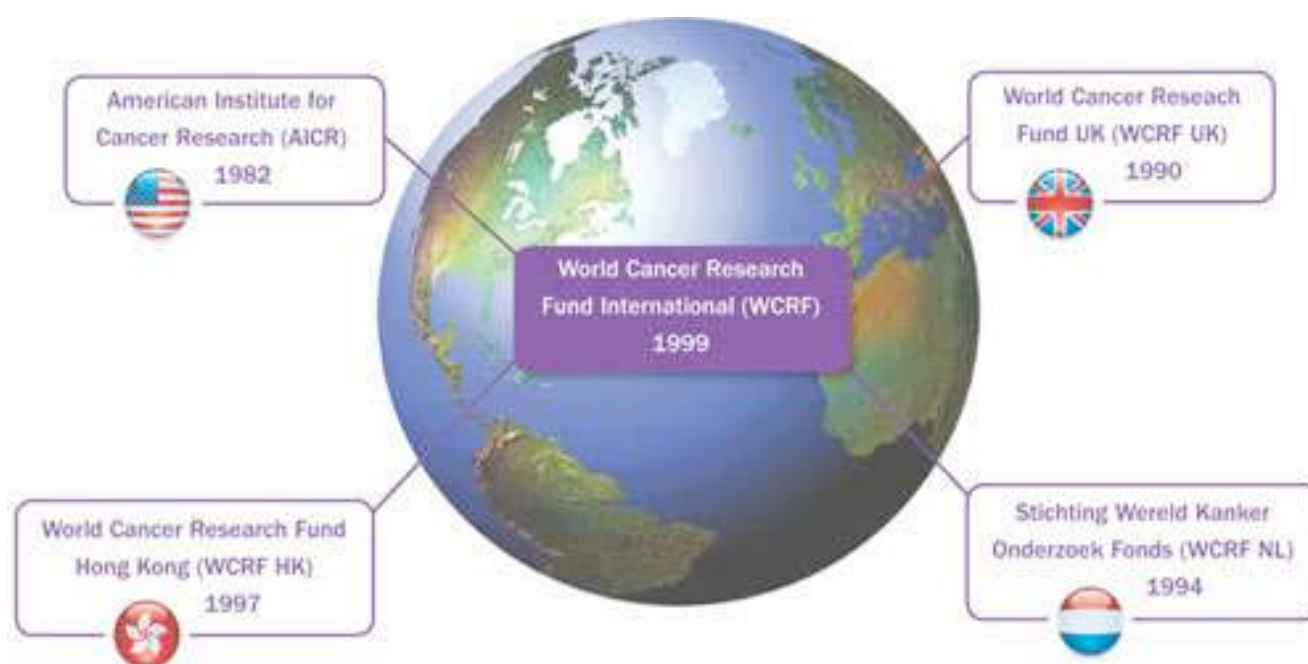 American Institute for
Cancer Research (AICR)
1982
World Cancer Reseach
Fund UK (WCRF UK)
1990
World Cancer Research
Fund International (WCRF)
1999
World Cancer Research Fund
Hong Kong (WCRF HK)
1997
Stichting Wereld Kanker
Onderzoek Fonds (WCRF NL)
1994